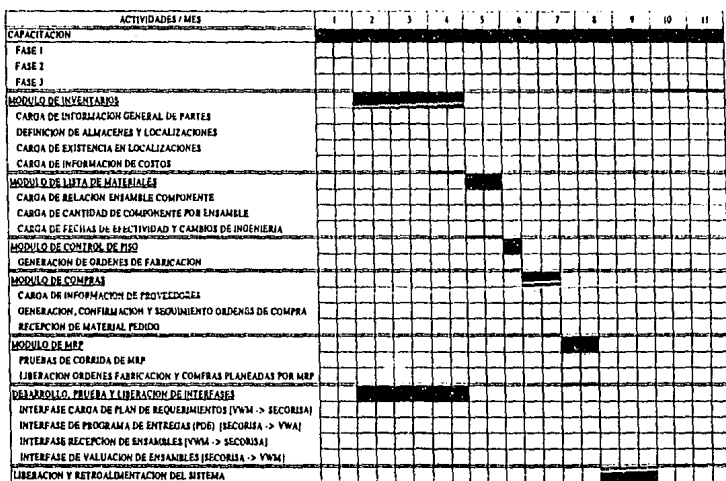 ACTIVIDADES / MES 1 2 3 4 5 6 7 8 9 10 11
CAPACITACION
FASE 1
FASE 2
FASE 3
MODULO DE INVENTARIOS
CARGA DE INFORMACION GENERAL DE PARTES
DEFINICION DE ALMACENES Y LOCALIZACIONES
CARGA DE EXISTENCIA EN LOCALIZACIONES
CARGA DE INFORMACION DE COSTOS
MODULO DE LISTA DE MATERIALES
CARGA DE RELACION ENSAMBLE COMPONENTE
CARGA DE CANTIDAD DE COMPONENTE POR ENSAMBLE
CARGA DE FECHAS DE EFECTIVIDAD Y CAMBIOS DE INGENIERIA
MODULO DE CONTROL DE PISO
GENERACION DE ORDENES DE FABRICACION
MODULO DE COMPRAS
CARGA DE INFORMACION DE PROVEEDORES
GENERACION, CONFIRMACION Y SEGUIMIENTO ORDENES DE COMPRA
RECEPCION DE MATERIAL PEDIDO
MODULO DE MRP
PRUEBAS DE CORRIDA DE MRP
LIBERACION ORDENES FABRICACION Y COMPRAS PLANEADAS POR MRP
DESARROLLO, PRUEBA Y LIBERACION DE INTERFASES
INTERFASE CARGA DE PLAN DE REQUERIMIENTOS [VWM -> SECORISA]
INTERFASE DE PROGRAMA DE ENTREGAS (PDE) [SECORISA -> VWA]
INTERFASE RECEPCION DE ENSAMBLES [VWM -> SECORISA]
INTERFASE DE VALUACION DE ENSAMBLES [SECORISA -> VWM]
LIBERACION Y RETROALIMENTACION DEL SISTEMA